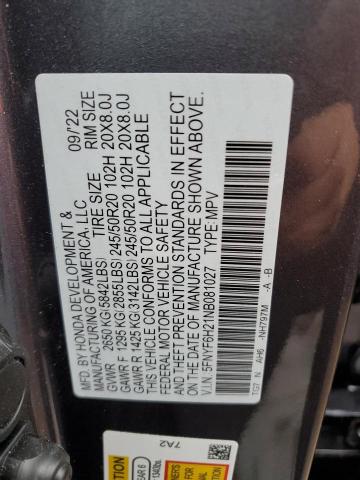 MFD. BY HONDA DEVELOPMENT & 09/'22
MANUFACTURING OF AMERICA, LLC
TIRE SIZE RIM SIZE
GVWR 2650 KG(5842LBS)
GAWR F 1295 KG(2855LBS) 245/50R20 102H 20X8.0J
GAWR R 1425 KG(3142LBS) 245/50R20 102H 20X8.0J
THIS VEHICLE CONFORMS TO ALL APPLICABLE
FEDERAL MOTOR VEHICLE SAFETY
AND THEFT PREVENTION STANDARDS IN EFFECT
ON THE DATE OF MANUFACTURE SHOWN ABOVE.
V.I.N: 5FNYF6H21NB081027 TYPE:MPV
TG7 N AH6 -NH797M -A -B
7A2